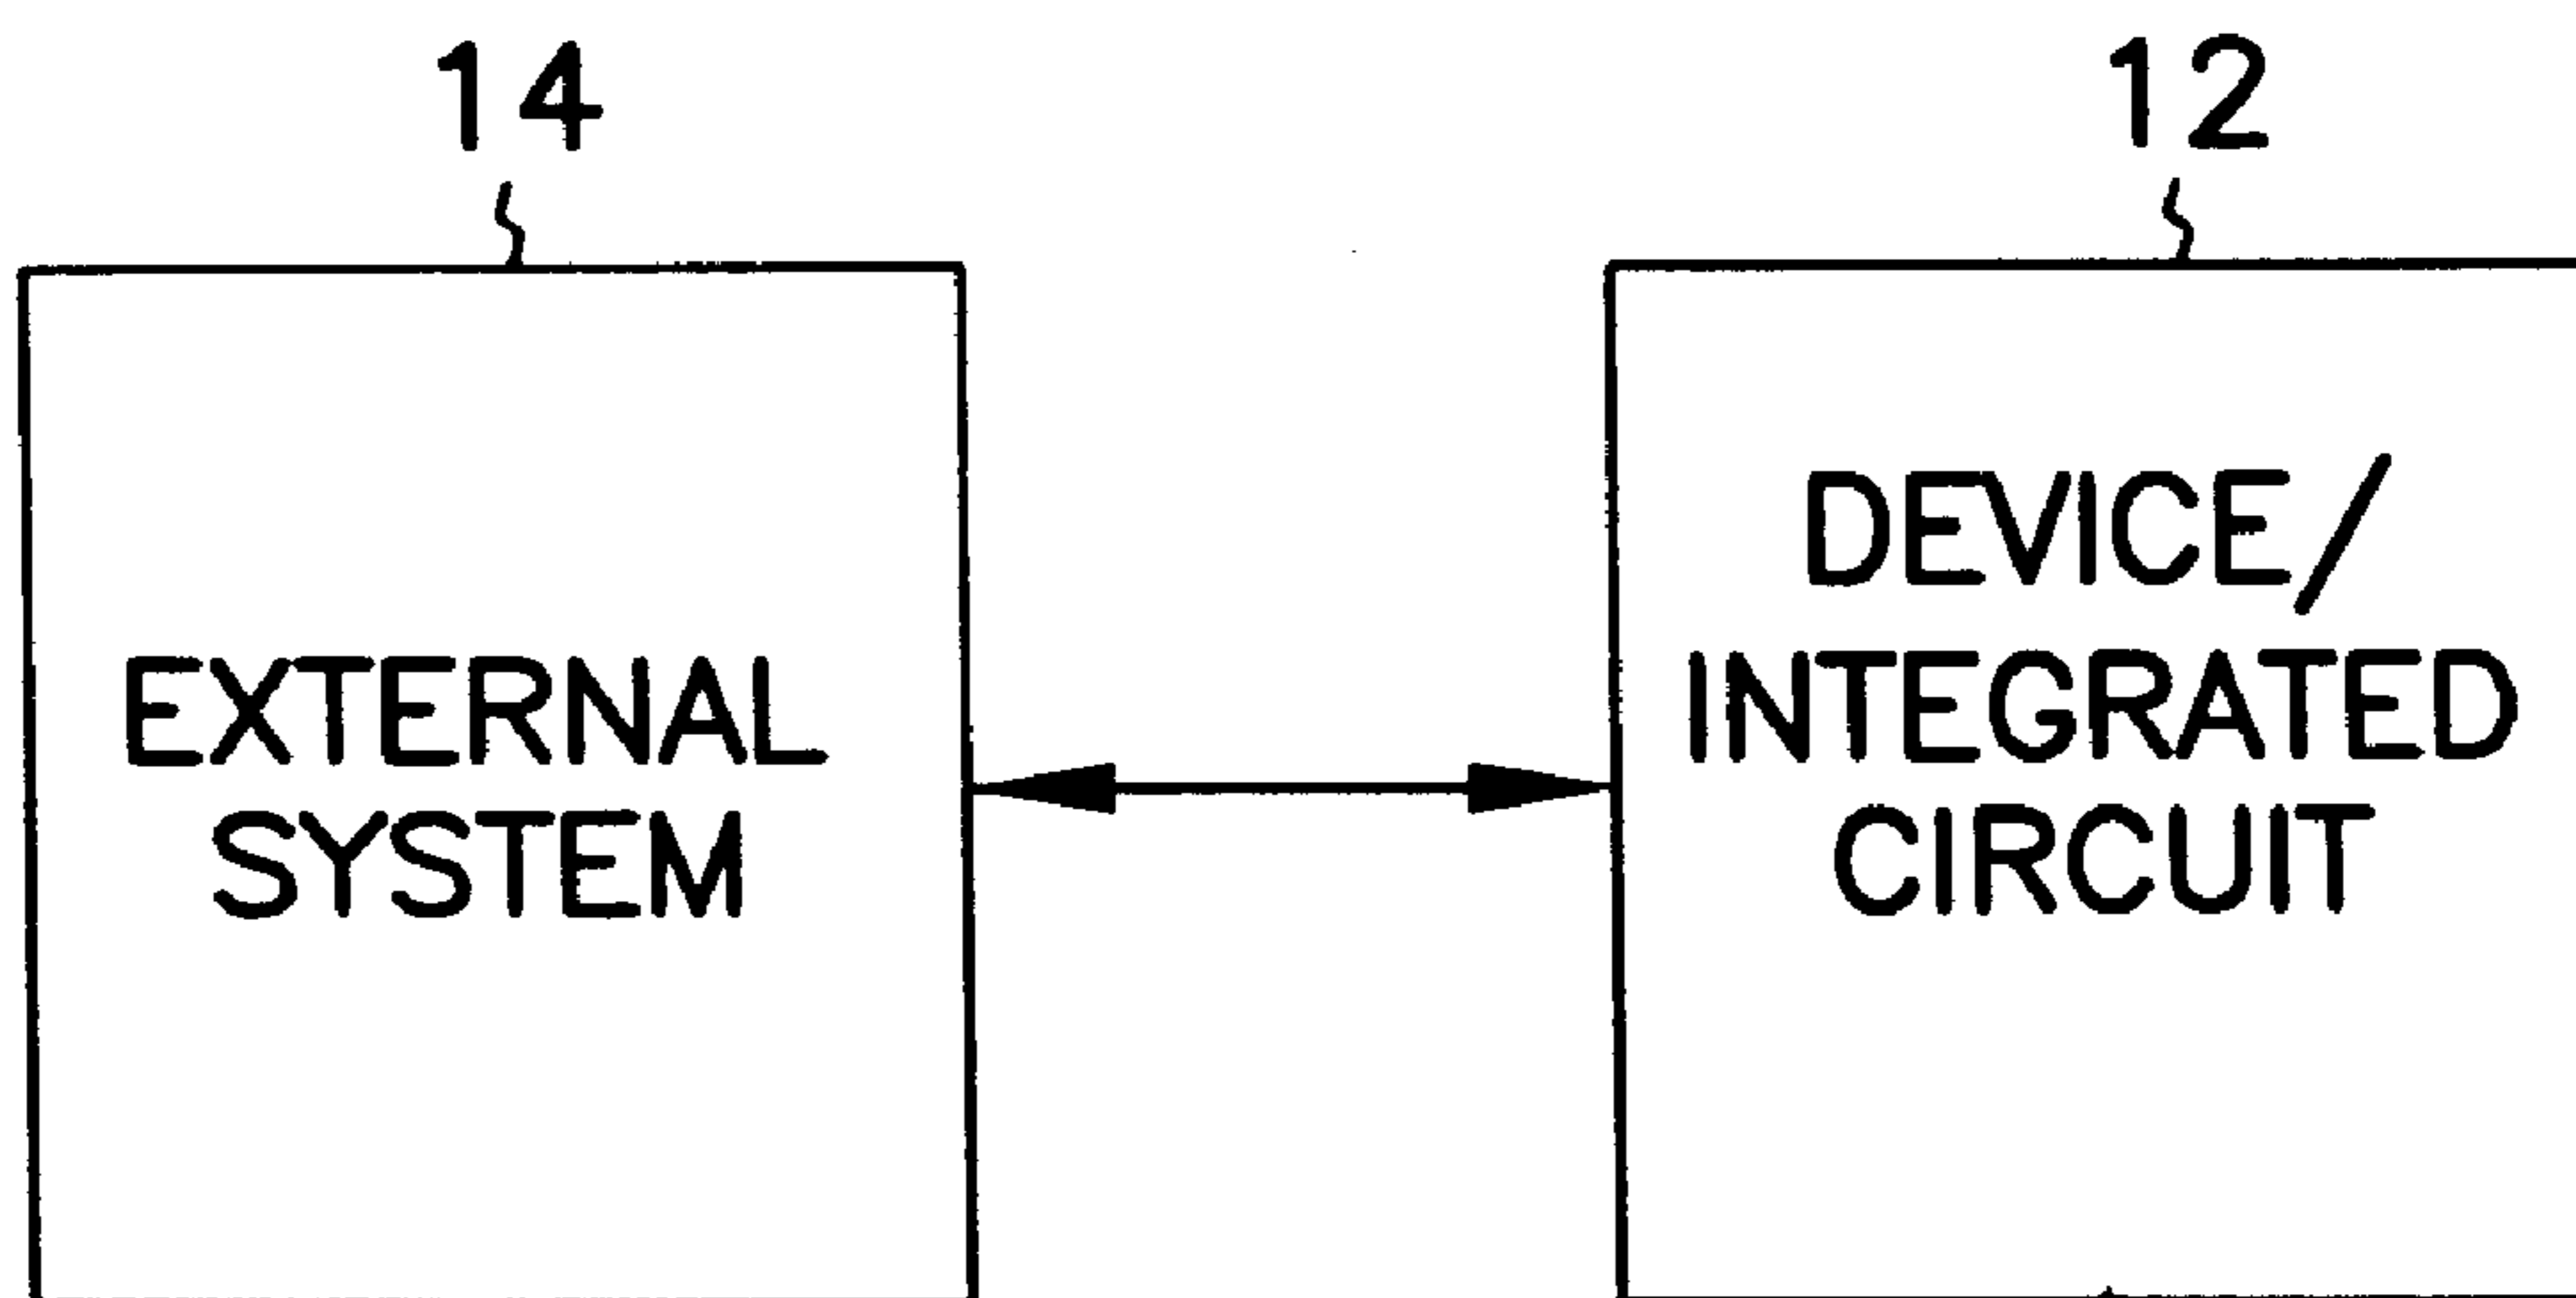 14
12
EXTERNAL
SYSTEM
DEVICE/
INTEGRATED
CIRCUIT